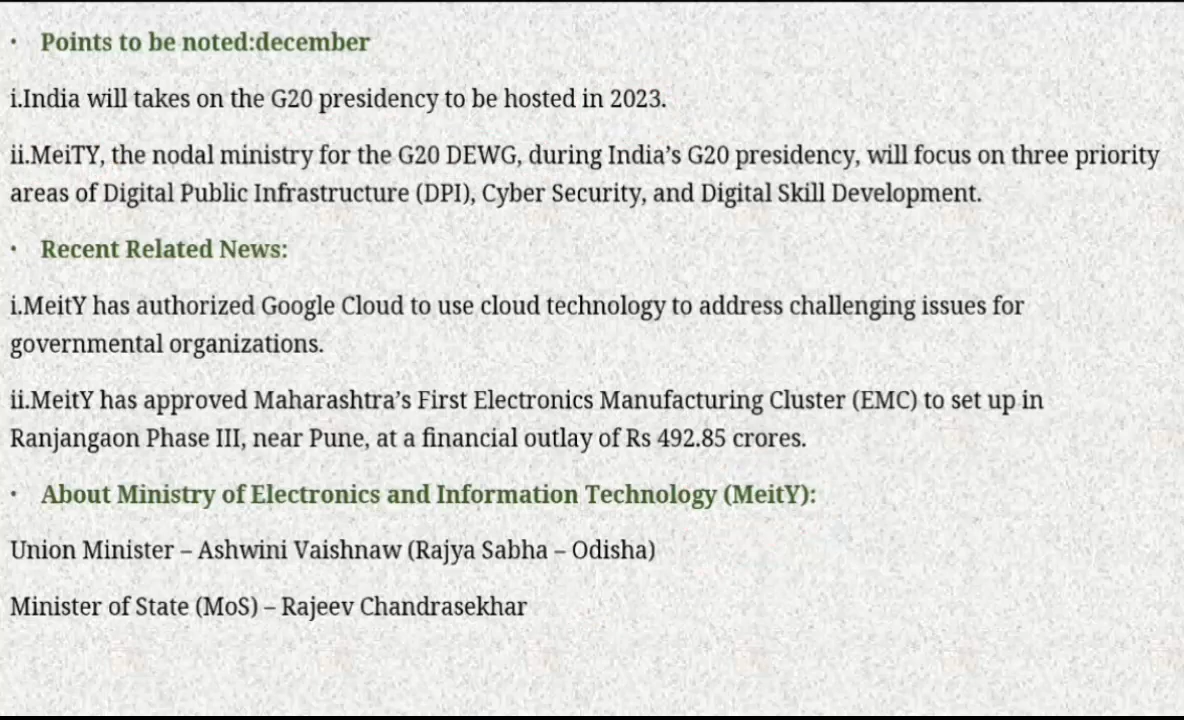 · Points to be noted:december
i.India will takes on the G20 presidency to be hosted in 2023.
ii.MeiTY, the nodal ministry for the G20 DEWG, during India’s G20 presidency, will focus on three priority
areas of Digital Public Infrastructure (DPI), Cyber Security, and Digital Skill Development.
· Recent Related News:
i.MeitY has authorized Google Cloud to use cloud technology to address challenging issues for
governmental organizations.
ii.MeitY has approved Maharashtra’s First Electronics Manufacturing Cluster (EMC) to set up in
Ranjangaon Phase III, near Pune, at a financial outlay of Rs 492.85 crores.
· About Ministry of Electronics and Information Technology (MeitY):
Union Minister – Ashwini Vaishnaw (Rajya Sabha – Odisha)
Minister of State (MoS) – Rajeev Chandrasekhar